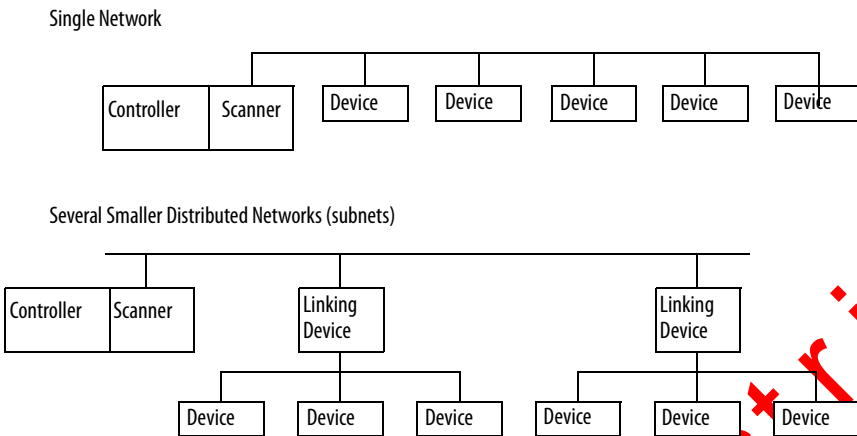 Single Network
Controller Scanner Device Device Device Device Device
Several Smaller Distributed Networks (subnets)
Controller Scanner Linking Device Linking Device
Device Device Device Device Device Device